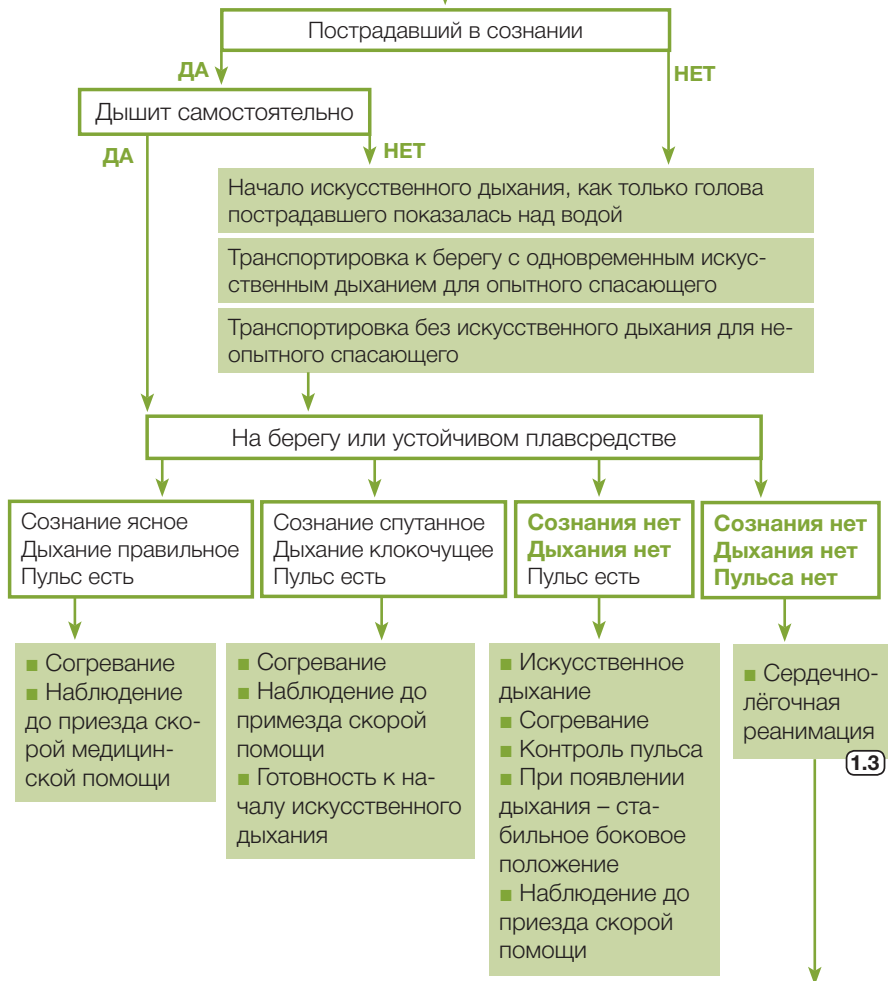 Пострадавший в сознании
ДА
НЕТ
Дышит самостоятельно
ДА
НЕТ
Начало искусственного дыхания, как только голова
пострадавшего показалась над водой
Транспортировка к берегу с одновременным искус-
ственным дыханием для опытного спасающего
Транспортировка без искусственного дыхания для не-
опытного спасающего
На берегу или устойчивом плавсредстве
Сознание ясное
Дыхание правильное
Пульс есть
Сознание спутанное
Дыхание клокочущее
Пульс есть
Сознания нет
Дыхания нет
Пульс есть
Сознания нет
Дыхания нет
Пульса нет
■ Согревание
■ Наблюдение
до приезда ско-
рой медицин-
ской помощи
■ Согревание
■ Наблюдение до
примезда скорой
помощи
■ Готовность к на-
чалу искусственного
дыхания
■ Искусственное
дыхание
■ Согревание
■ Контроль пульса
■ При появлении
дыхания – ста-
бильное боковое
положение
■ Наблюдение до
приезда скорой
помощи
■ Сердечно-
лёгочная
реанимация
1.3